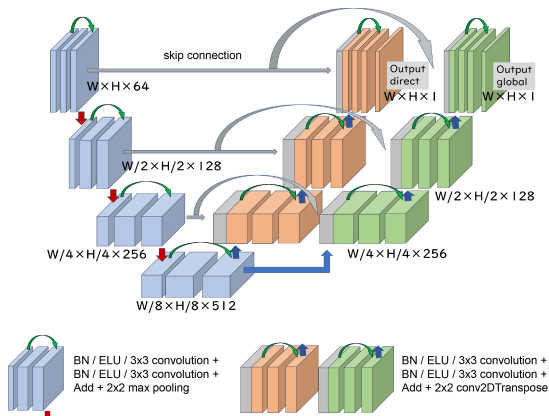 skip connection
Output
direct
Output
global
W×H×64
W×H×1
W×H×1
W/2×H/2×128
W/2×H/2×128
W/4×H/4×256
W/4×H/4×256
W/8×H/8×512
BN / ELU / 3x3 convolution +
BN / ELU / 3x3 convolution +
Add + 2x2 max pooling
BN / ELU / 3x3 convolution +
BN / ELU / 3x3 convolution +
Add + 2x2 conv2DTranspose